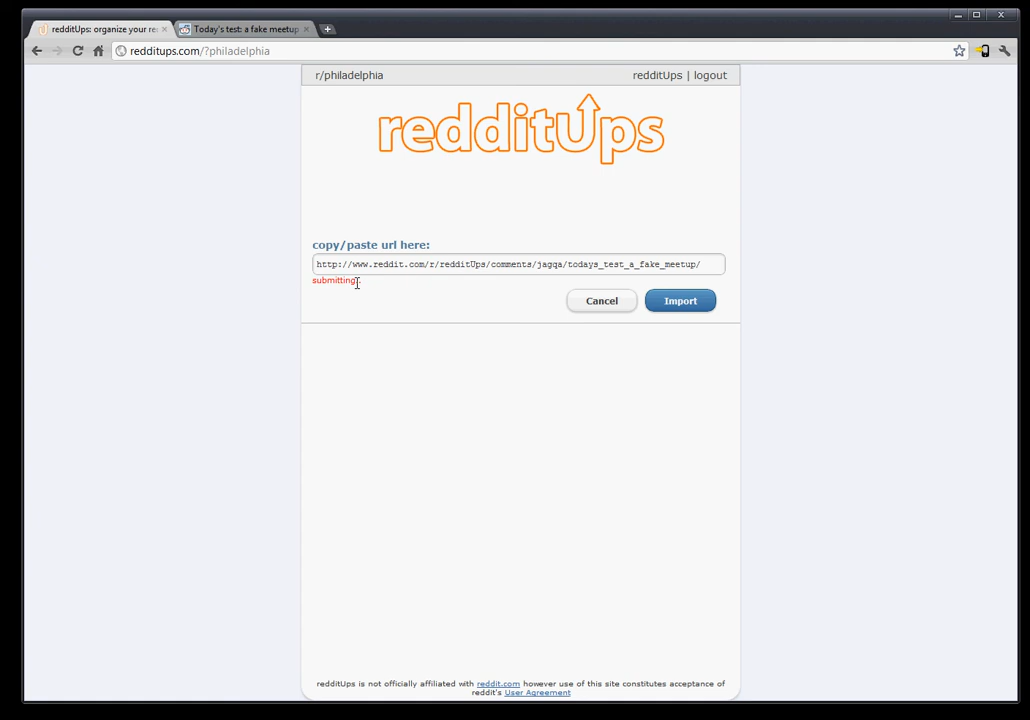 redditUps: organize your re
Today's test: a fake meetup
redditups.com/?philadelphia
r/philadelphia
redditUps | logout
redditUps
copy/paste url here:
http://www.reddit.com/r/redditUps/comments/jagqa/todays_test_a_fake_meetup/
submitting..
Cancel
Import
redditUps is not officially affiliated with reddit.com however use of this site constitutes acceptance of
reddit's User Agreement